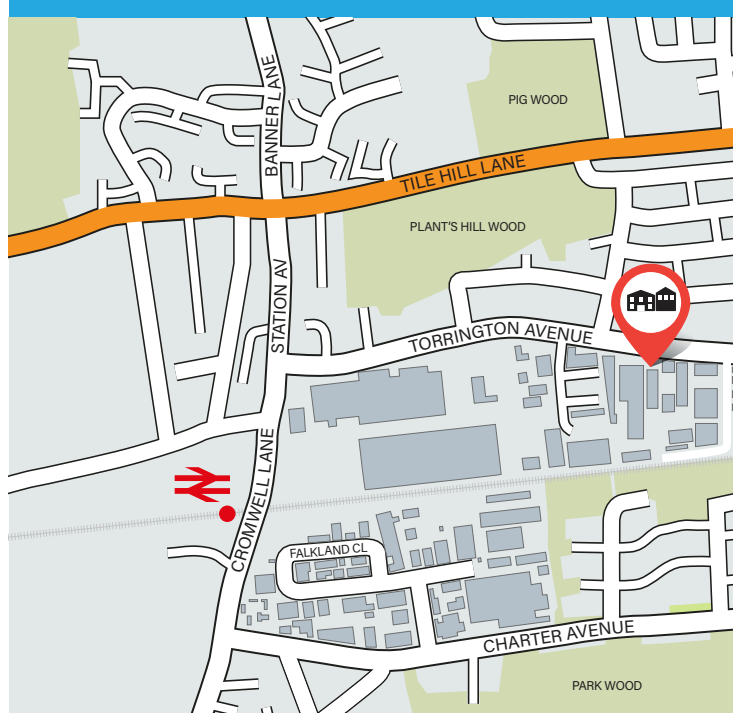 PIG WOOD
BANNER LANE
TILE HILL LANE
PLANT'S HILL WOOD
STATION AV
TORRINGTON AVENUE
CROMWELL LANE
FALKLAND CL
CHARTER AVENUE
PARK WOOD